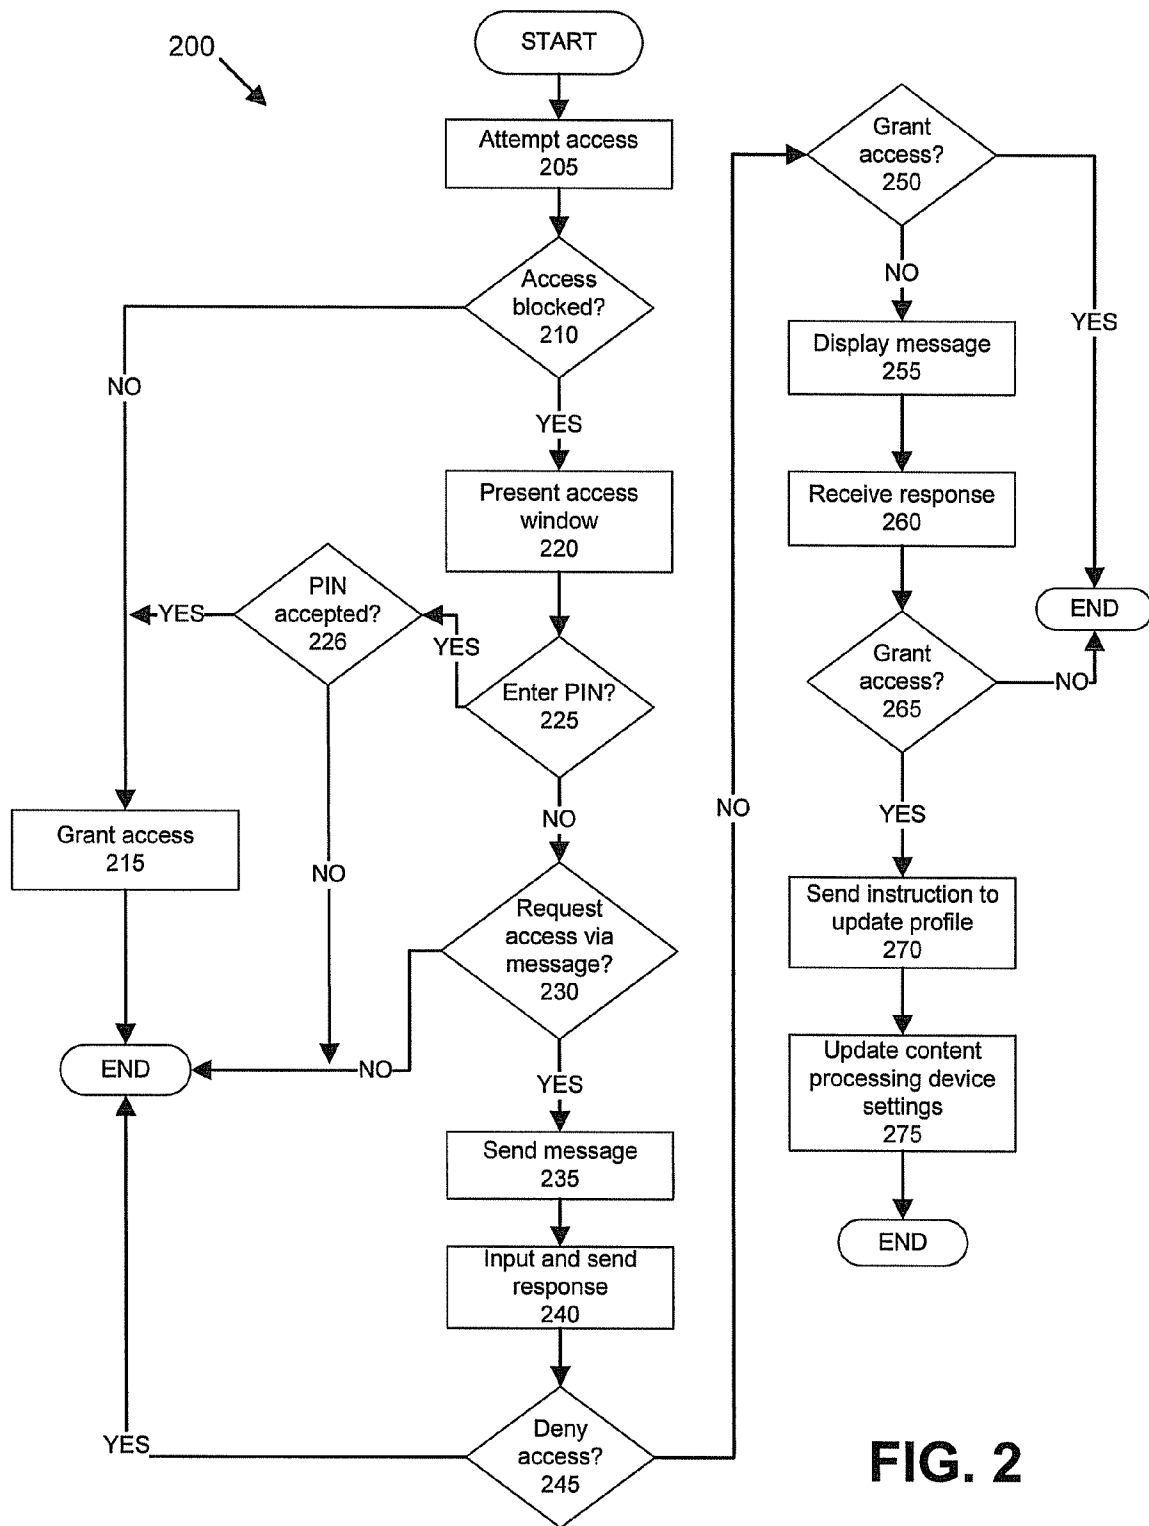 200
START
Attempt access
205
Access
blocked?
210
NO
YES
Present access
window
220
PIN
accepted?
226
YES
YES
Enter PIN?
225
NO
NO
Grant access
215
Request
access via
message?
230
NO
END
YES
Send message
235
Input and send
response
240
Deny
access?
245
YES
NO
Grant
access?
250
NO
YES
Display message
255
Receive response
260
END
Grant
access?
265
NO
YES
Send instruction to
update profile
270
Update content
processing device
settings
275
END
FIG. 2